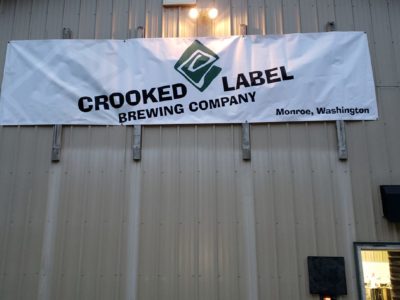 CROOKED LABEL
BREWING COMPANY
Monroe, Washington